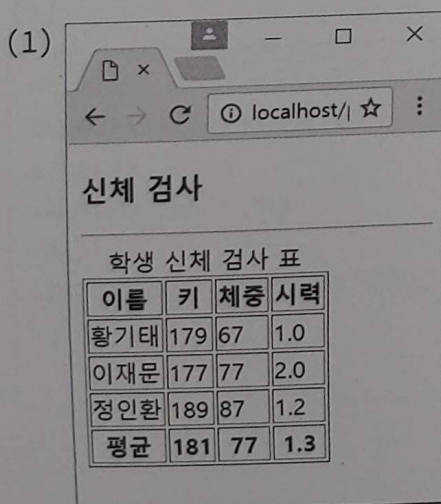 (1)
localhost/
신체 검사
학생 신체 검사 표
이름 키 체중 시력
황기태 179 67 1.0
이재문 177 77 2.0
정인환 189 87 1.2
평균 181 77 1.3